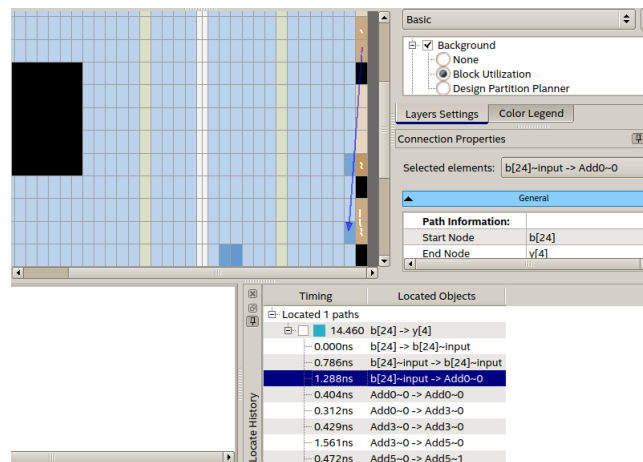 Basic
Background
None
Block Utilization
Design Partition Planner
Layers Settings
Color Legend
Connection Properties
Selected elements: b[24]~input -> Add0~0
General
Path Information:
Start Node b[24]
End Node y[4]
Timing Located Objects
Located 1 paths
14.460 b[24] -> y[4]
0.000ns b[24] -> b[24]~input
0.786ns b[24]~input -> b[24]~input
1.288ns b[24]~input -> Add0~0
0.404ns Add0~0 -> Add0~0
0.312ns Add0~0 -> Add3~0
0.429ns Add3~0 -> Add3~0
1.561ns Add3~0 -> Add5~0
0.472ns Add5~0 -> Add5~1
Locate History